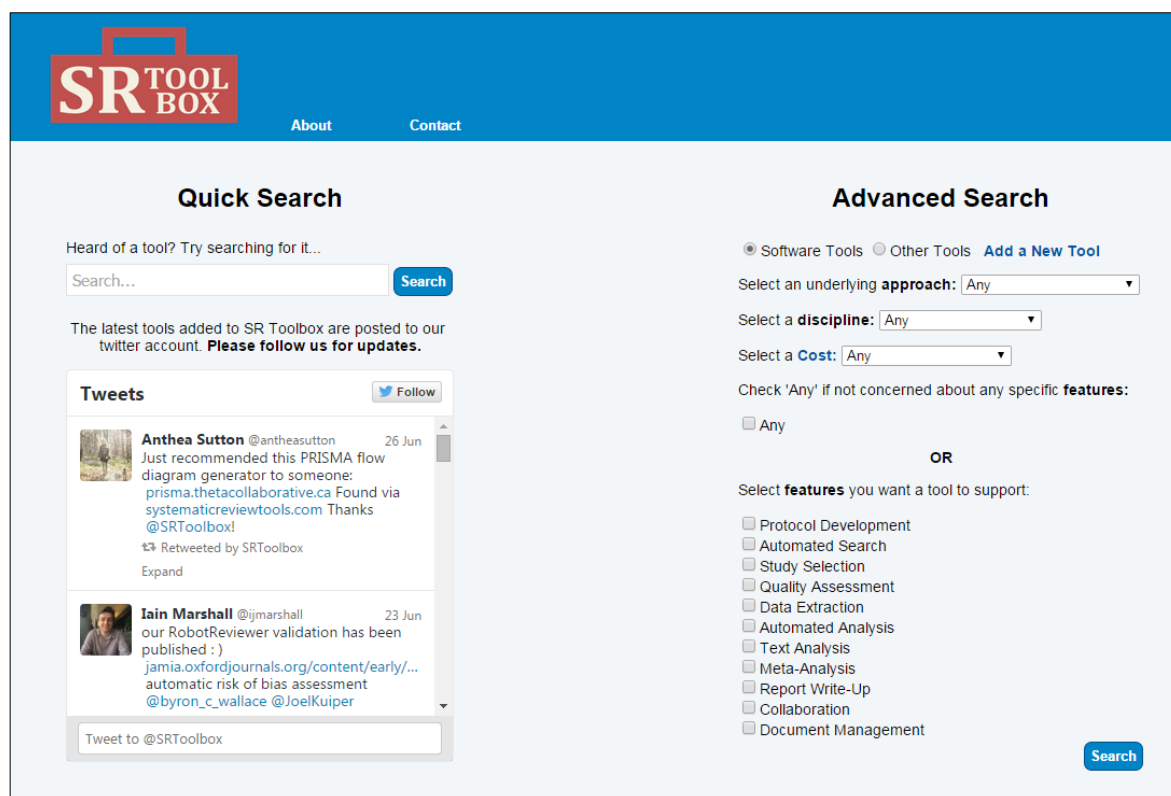 SR TOOL BOX
About Contact
Quick Search
Heard of a tool? Try searching for it...
Search...
Search
The latest tools added to SR Toolbox are posted to our
twitter account. Please follow us for updates.
Tweets
Follow
Anthea Sutton @antheasutton 26 Jun
Just recommended this PRISMA flow
diagram generator to someone:
prisma.thetacollaborative.ca Found via
systematicreviewtools.com Thanks
@SRToolbox!
Retweeted by SRToolbox
Expand
Iain Marshall @ijmarshall 23 Jun
our RobotReviewer validation has been
published : )
jamia.oxfordjournals.org/content/early/...
automatic risk of bias assessment
@byron_c_wallace @JoelKuiper
Tweet to @SRToolbox
Advanced Search
Software Tools Other Tools Add a New Tool
Select an underlying approach: Any
Select a discipline: Any
Select a Cost: Any
Check 'Any' if not concerned about any specific features:
Any
OR
Select features you want a tool to support:
Protocol Development
Automated Search
Study Selection
Quality Assessment
Data Extraction
Automated Analysis
Text Analysis
Meta-Analysis
Report Write-Up
Collaboration
Document Management
Search